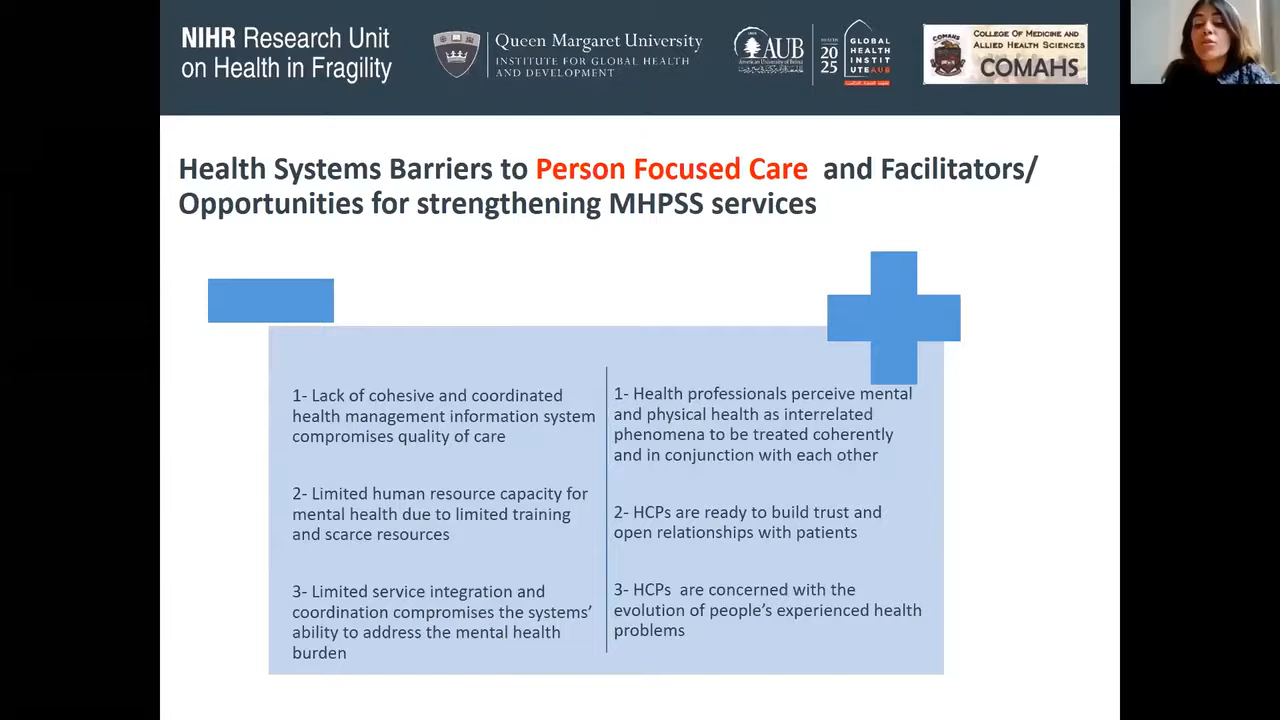 NIHR Research Unit
on Health in Fragility
Queen Margaret University
INSTITUTE FOR GLOBAL HEALTH
AND DEVELOPMENT
AUB
American University of Beirut
HEALTH
20
25
GLOBAL
HEALTH
INSTIT
UTEAUB
COMAHS
COLLEGE OF MEDICINE AND
ALLIED HEALTH SCIENCES
COMAHS
Health Systems Barriers to Person Focused Care and Facilitators/
Opportunities for strengthening MHPSS services
1- Lack of cohesive and coordinated
health management information system
compromises quality of care
2- Limited human resource capacity for
mental health due to limited training
and scarce resources
3- Limited service integration and
coordination compromises the systems’
ability to address the mental health
burden
1- Health professionals perceive mental
and physical health as interrelated
phenomena to be treated coherently
and in conjunction with each other
2- HCPs are ready to build trust and
open relationships with patients
3- HCPs are concerned with the
evolution of people’s experienced health
problems